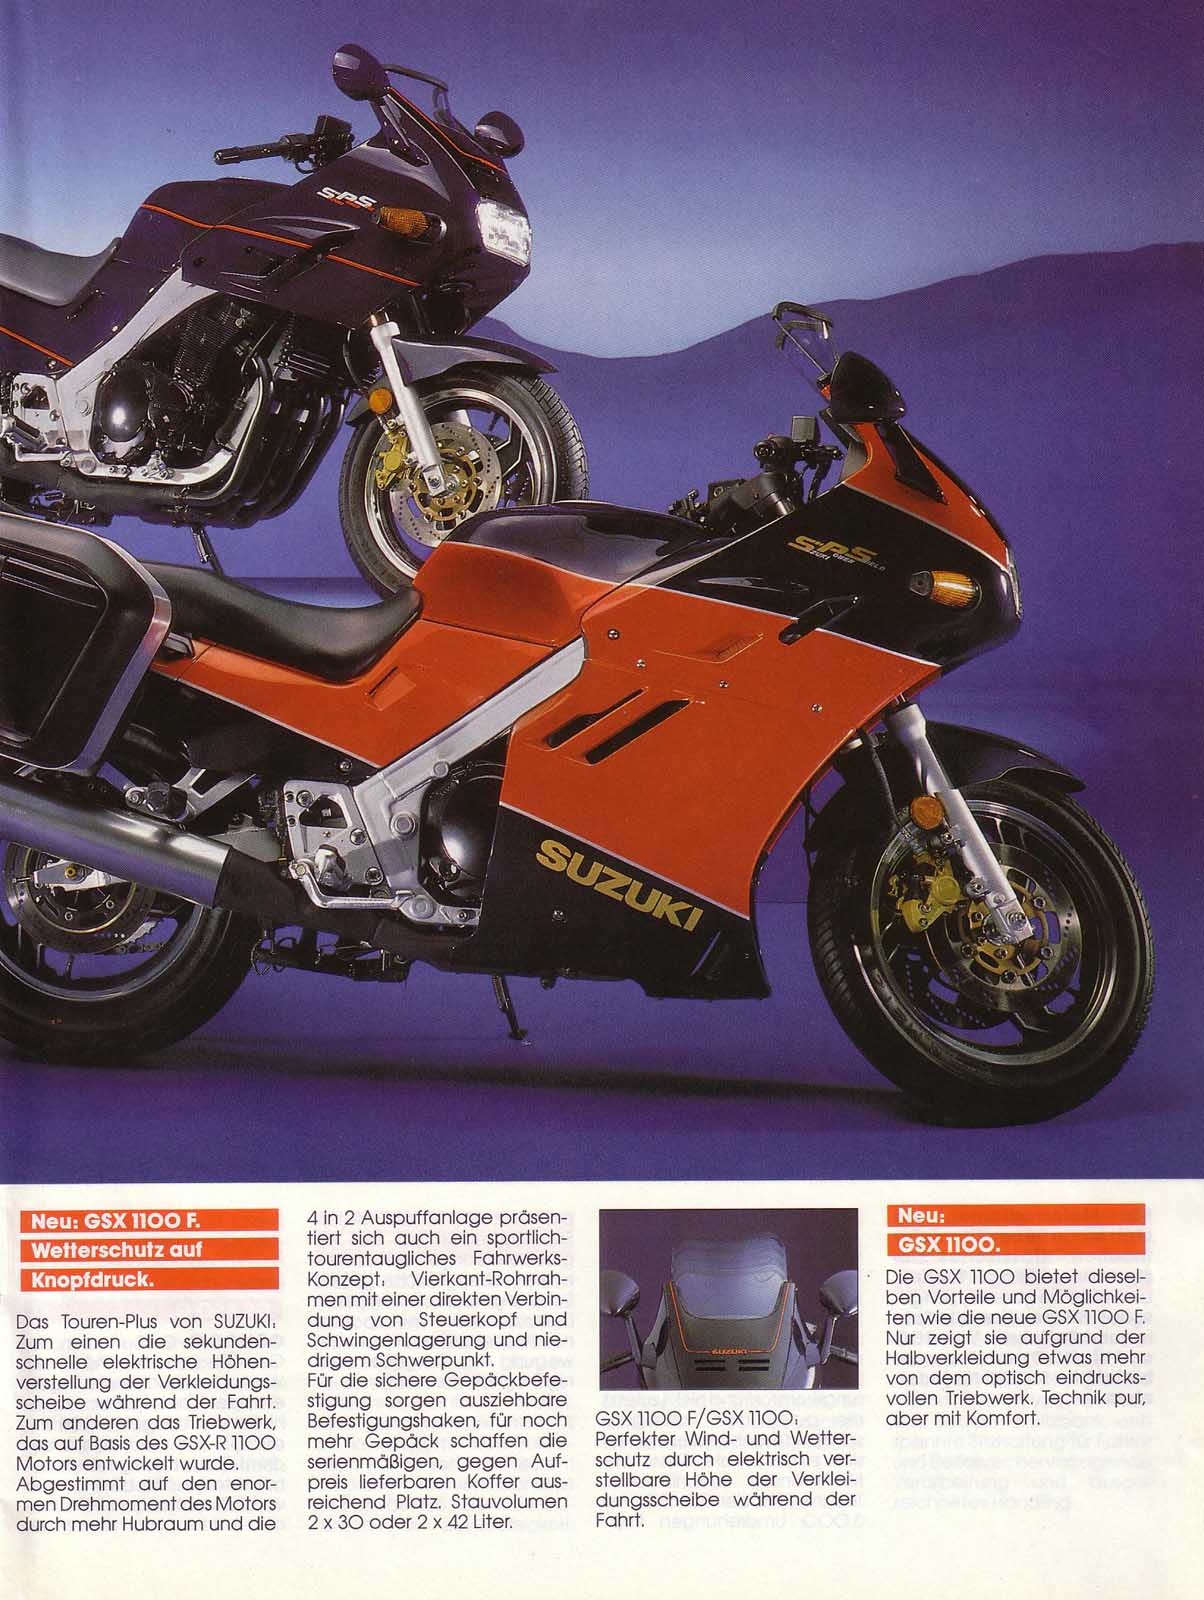 S.P.S.
S.P.S
SUZUKI POWER SHIELD
SUZUKI
Neu: GSX 1100 F.
Wetterschutz auf
Knopfdruck.
Das Touren-Plus von SUZUKI:
Zum einen die sekunden-
schnelle elektrische Höhen-
verstellung der Verkleidungs-
scheibe während der Fahrt.
Zum anderen das Triebwerk,
das auf Basis des GSX-R 1100
Motors entwickelt wurde.
Abgestimmt auf den enor-
men Drehmoment des Motors
durch mehr Hubraum und die
4 in 2 Auspuffanlage präsen-
tiert sich auch ein sportlich-
tourentaugliches Fahrwerks-
Konzept: Vierkant-Rohrrah-
men mit einer direkten Verbin-
dung von Steuerkopf und
Schwingenlagerung und nie-
drigem Schwerpunkt.
Für die sichere Gepäckbefe-
stigung sorgen ausziehbare
Befestigungshaken, für noch
mehr Gepäck schaffen die
serienmäßigen, gegen Auf-
preis lieferbaren Koffer aus-
reichend Platz. Stauvolumen
2 x 30 oder 2 x 42 Liter.
SUZUKI
GSX 1100 F/GSX 1100:
Perfekter Wind- und Wetter-
schutz durch elektrisch ver-
stellbare Höhe der Verklei-
dungsscheibe während der
Fahrt.
Neu:
GSX 1100.
Die GSX 1100 bietet diesel-
ben Vorteile und Möglichkei-
ten wie die neue GSX 1100 F.
Nur zeigt sie aufgrund der
Halbverkleidung etwas mehr
von dem optisch eindrucks-
vollen Triebwerk. Technik pur,
aber mit Komfort.